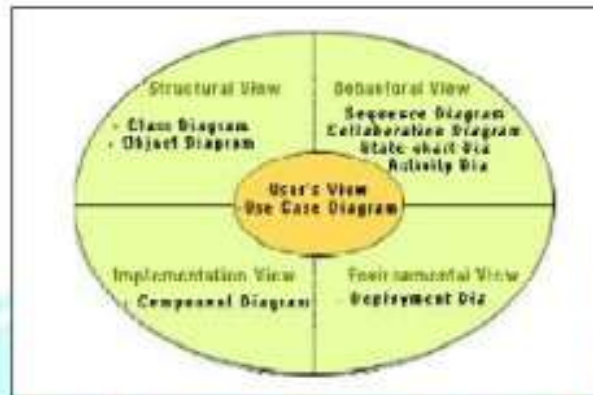 Structural View
- Class Diagram
- Object Diagram
Behavioral View
Sequence Diagram
Collaboration Diagram
State chart Dia
Activity Dia
User's View
Use Case Diagram
Implementation View
- Component Diagram
Environmental View
Deployment Dia